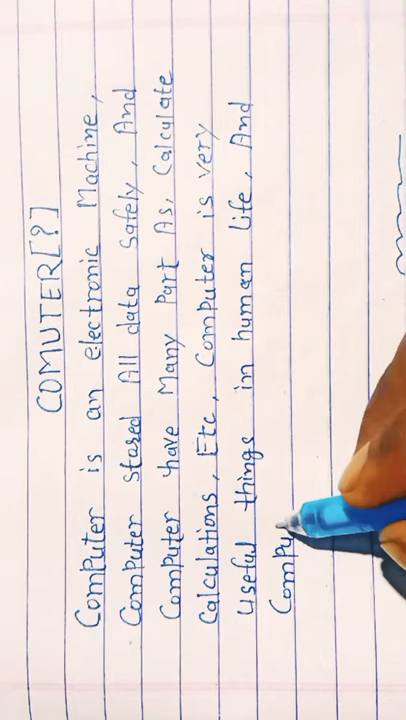 COMUTER[?]
Computer is an electronic Machine,
Computer stored All data safely, And
Computer have Many Part As, Calculate
Calculations, Etc, Computer is very
Useful things in human life, And
Compu